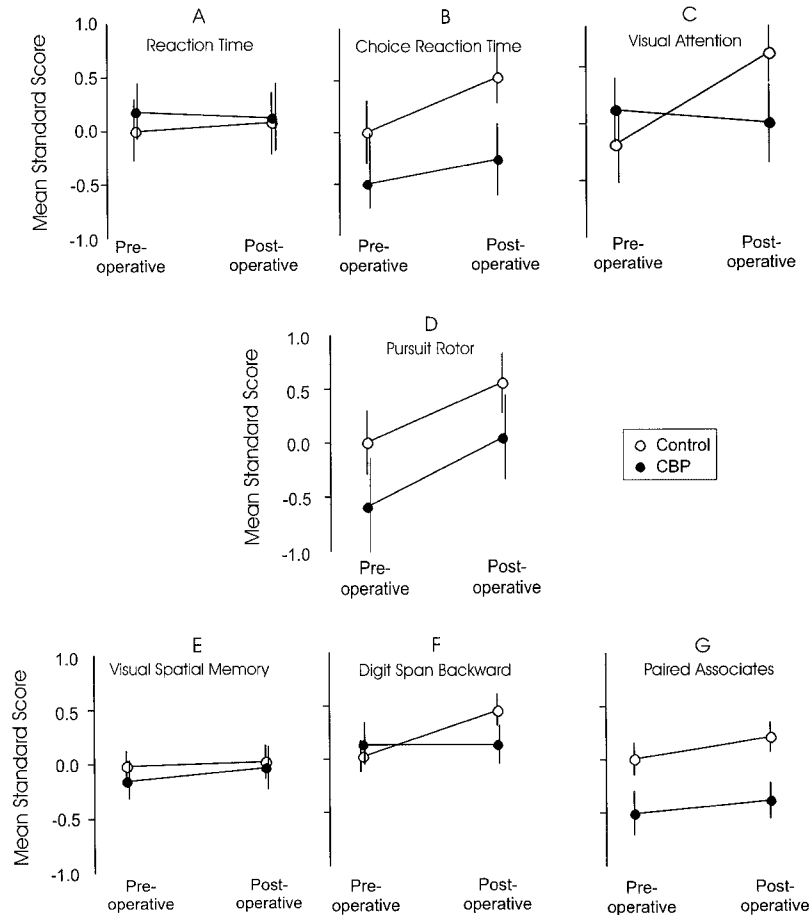 A
B
C
Reaction Time
Choice Reaction Time
Visual Attention
Mean Standard Score
1.0
0.5
0.0
-0.5
-1.0
Pre-
operative
Post-
operative
Pre-
operative
Post-
operative
Pre-
operative
Post-
operative
D
Pursuit Rotor
Mean Standard Score
1.0
0.5
0.0
-0.5
-1.0
Pre-
operative
Post-
operative
Control
CBP
E
F
G
Visual Spatial Memory
Digit Span Backward
Paired Associates
Mean Standard Score
1.0
0.5
0.0
-0.5
-1.0
Pre-
operative
Post-
operative
Pre-
operative
Post-
operative
Pre-
operative
Post-
operative